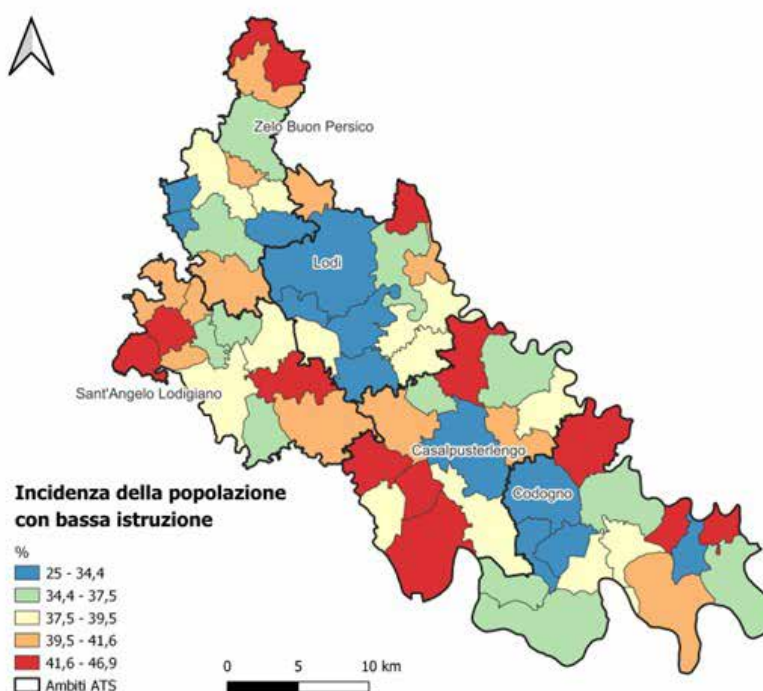 Zelo Buon Persico
Lodi
Sant'Angelo Lodigiano
Casalpusterlengo
Codogno
Incidenza della popolazione
con bassa istruzione
%
25 - 34,4
34,4 - 37,5
37,5 - 39,5
39,5 - 41,6
41,6 - 46,9
Ambiti ATS
0 5 10 km